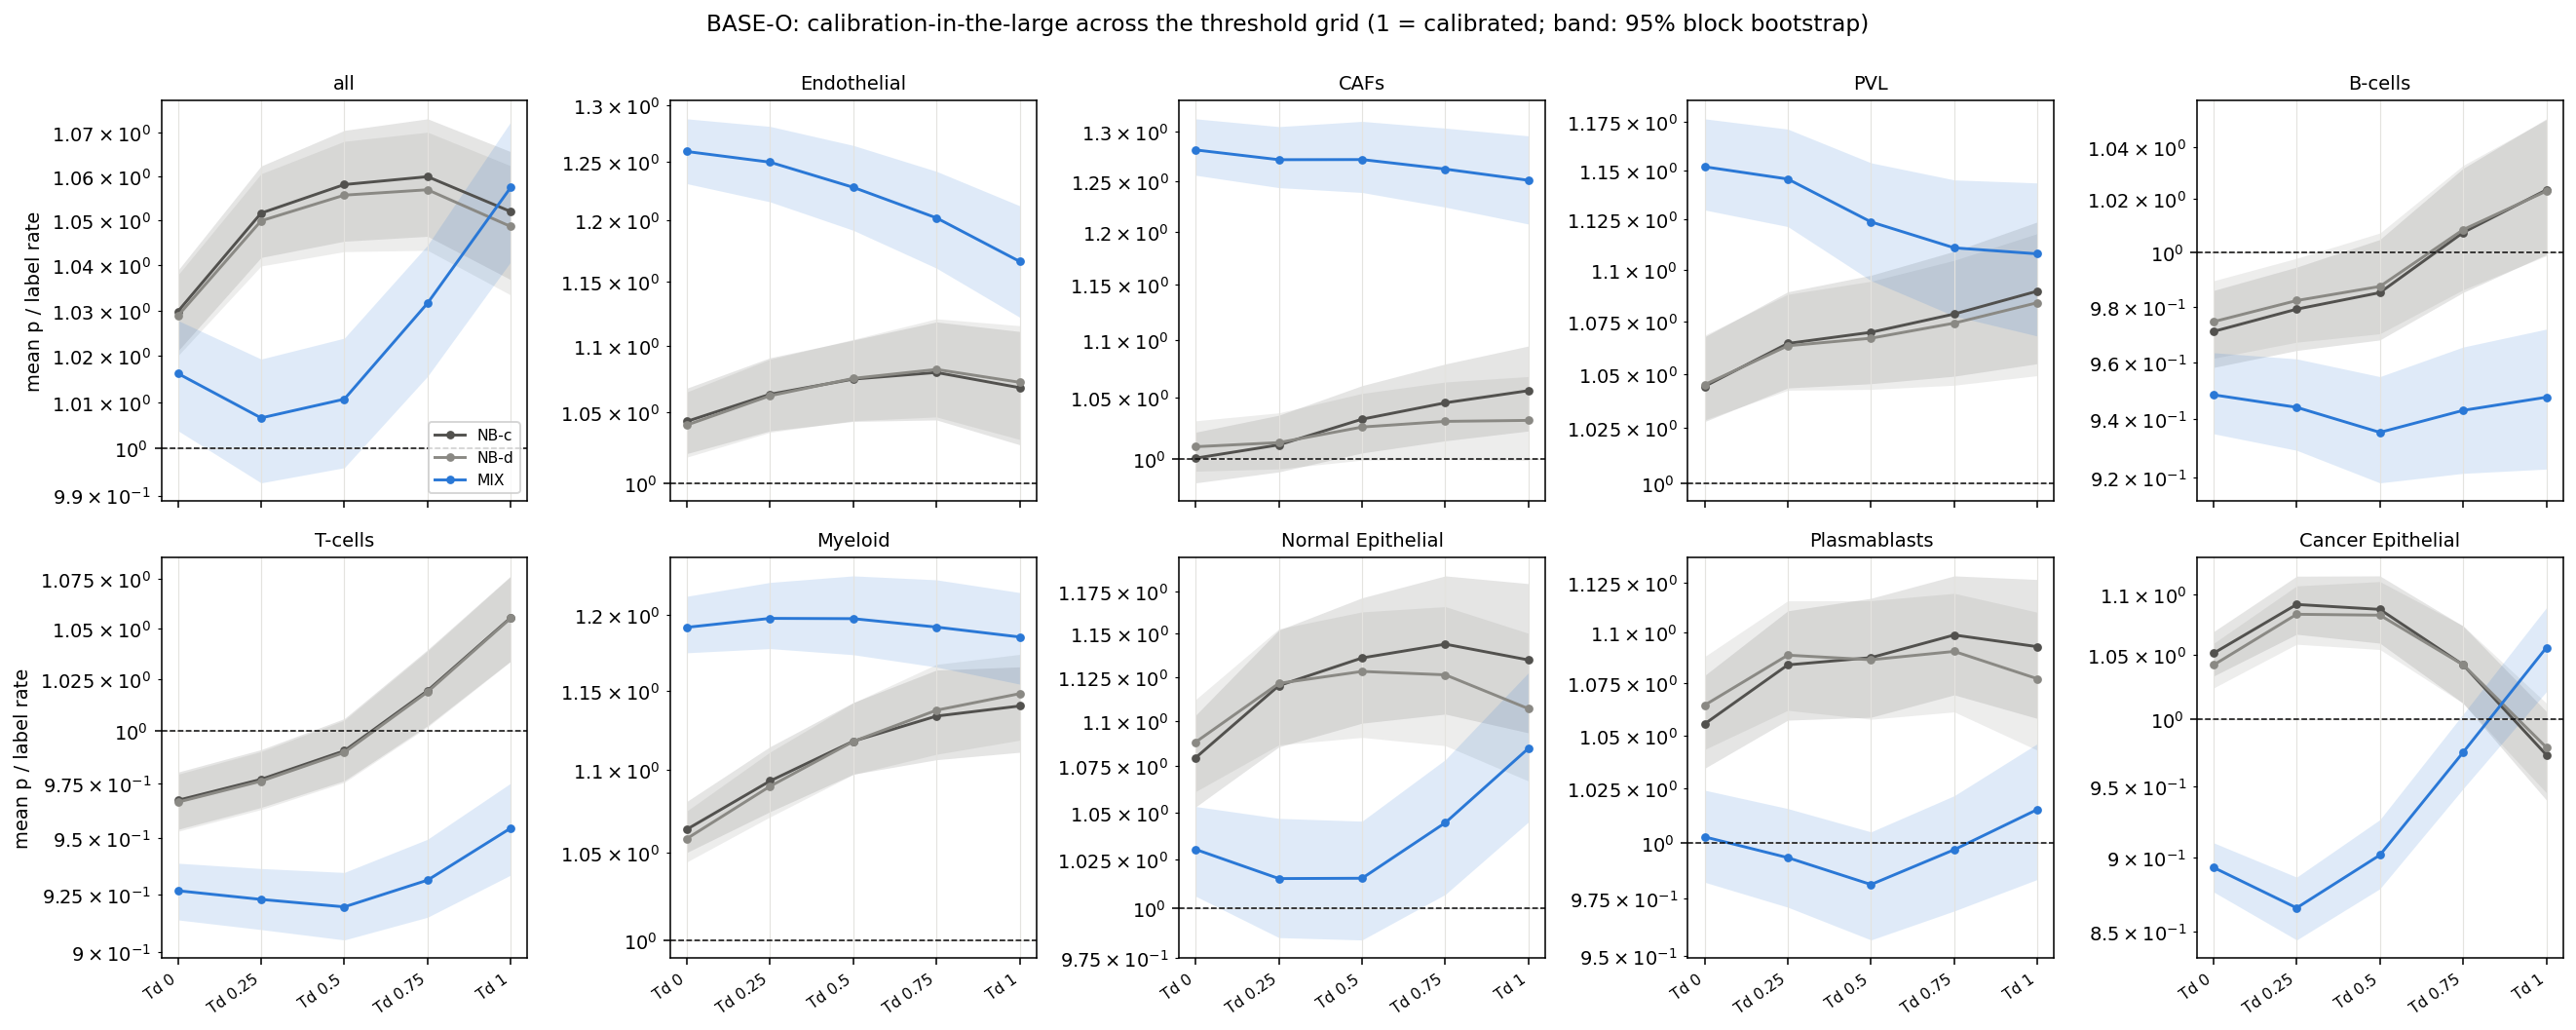 BASE-O: calibration-in-the-large across the threshold grid (1 = calibrated; band: 95% block bootstrap)
all
mean p / label rate
1.07 × 10⁰
1.06 × 10⁰
1.05 × 10⁰
1.04 × 10⁰
1.03 × 10⁰
1.02 × 10⁰
1.01 × 10⁰
10⁰
9.9 × 10⁻¹
NB-c
NB-d
MIX
Endothelial
1.3 × 10⁰
1.25 × 10⁰
1.2 × 10⁰
1.15 × 10⁰
1.1 × 10⁰
1.05 × 10⁰
10⁰
CAFs
1.3 × 10⁰
1.25 × 10⁰
1.2 × 10⁰
1.15 × 10⁰
1.1 × 10⁰
1.05 × 10⁰
10⁰
PVL
1.175 × 10⁰
1.15 × 10⁰
1.125 × 10⁰
1.1 × 10⁰
1.075 × 10⁰
1.05 × 10⁰
1.025 × 10⁰
10⁰
B-cells
1.04 × 10⁰
1.02 × 10⁰
10⁰
9.8 × 10⁻¹
9.6 × 10⁻¹
9.4 × 10⁻¹
9.2 × 10⁻¹
T-cells
mean p / label rate
1.075 × 10⁰
1.05 × 10⁰
1.025 × 10⁰
10⁰
9.75 × 10⁻¹
9.5 × 10⁻¹
9.25 × 10⁻¹
9 × 10⁻¹
Td 0
Td 0.25
Td 0.5
Td 0.75
Td 1
Myeloid
1.2 × 10⁰
1.15 × 10⁰
1.1 × 10⁰
1.05 × 10⁰
10⁰
Td 0
Td 0.25
Td 0.5
Td 0.75
Td 1
Normal Epithelial
1.175 × 10⁰
1.15 × 10⁰
1.125 × 10⁰
1.1 × 10⁰
1.075 × 10⁰
1.05 × 10⁰
1.025 × 10⁰
10⁰
9.75 × 10⁻¹
Td 0
Td 0.25
Td 0.5
Td 0.75
Td 1
Plasmablasts
1.125 × 10⁰
1.1 × 10⁰
1.075 × 10⁰
1.05 × 10⁰
1.025 × 10⁰
10⁰
9.75 × 10⁻¹
9.5 × 10⁻¹
Td 0
Td 0.25
Td 0.5
Td 0.75
Td 1
Cancer Epithelial
1.1 × 10⁰
1.05 × 10⁰
10⁰
9.5 × 10⁻¹
9 × 10⁻¹
8.5 × 10⁻¹
Td 0
Td 0.25
Td 0.5
Td 0.75
Td 1